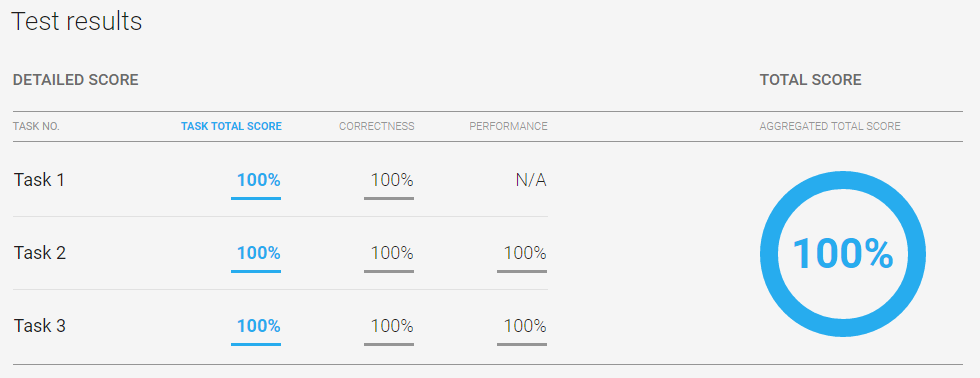 Test results
DETAILED SCORE TOTAL SCORE
TASK NO. TASK TOTAL SCORE CORRECTNESS PERFORMANCE AGGREGATED TOTAL SCORE
Task 1 100% 100% N/A
Task 2 100% 100% 100%
100%
Task 3 100% 100% 100%